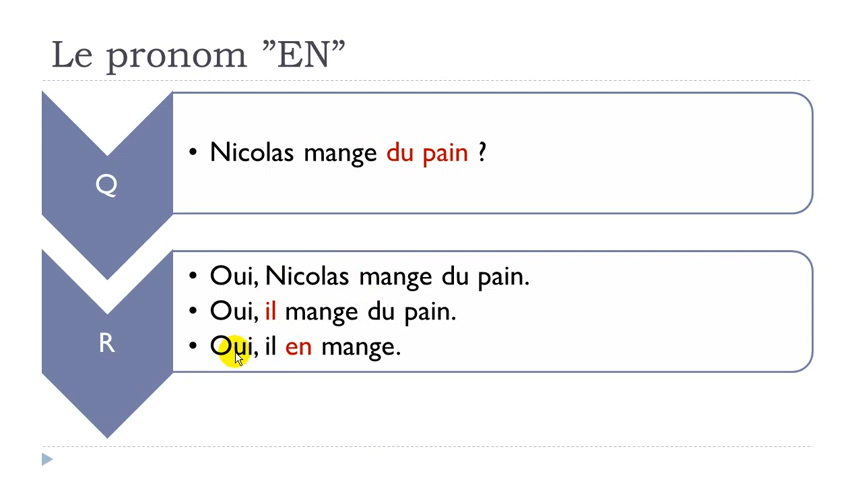 Le pronom ”EN”
Q
• Nicolas mange du pain ?
R
• Oui, Nicolas mange du pain.
• Oui, il mange du pain.
• Oui, il en mange.